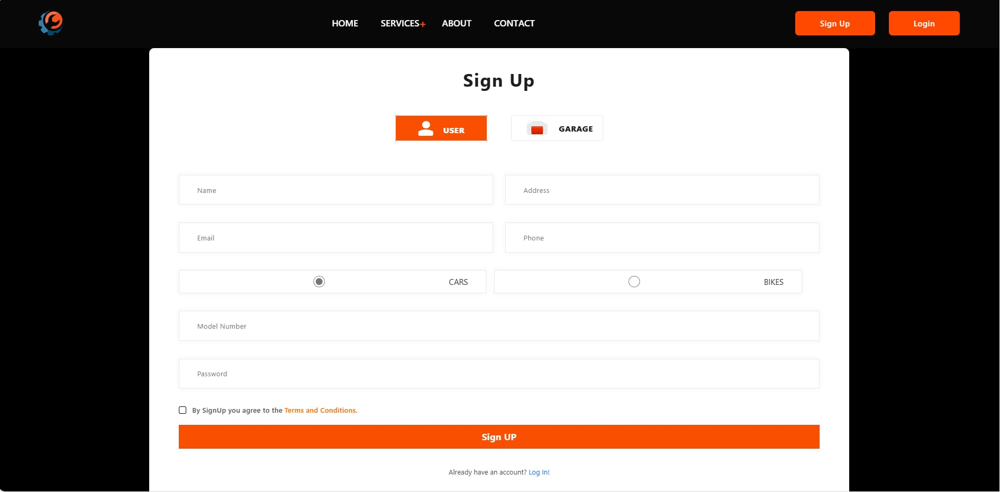 HOME SERVICES+ ABOUT CONTACT Sign Up Login
Sign Up
USER GARAGE
Name Address
Email Phone
CARS BIKES
Model Number
Password
By SignUp you agree to the Terms and Conditions.
Sign UP
Already have an account? Log In!